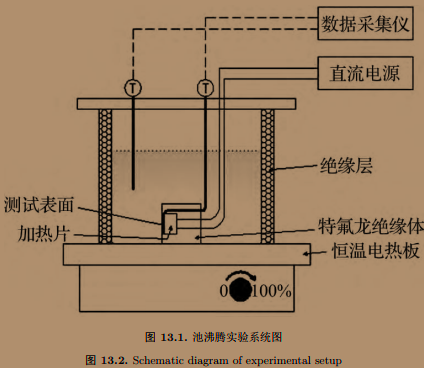 数据采集仪
直流电源
T
T
绝缘层
测试表面
加热片
特氟龙绝缘体
恒温电热板
0 100%
图 13.1. 池沸腾实验系统图
图 13.2. Schematic diagram of experimental setup